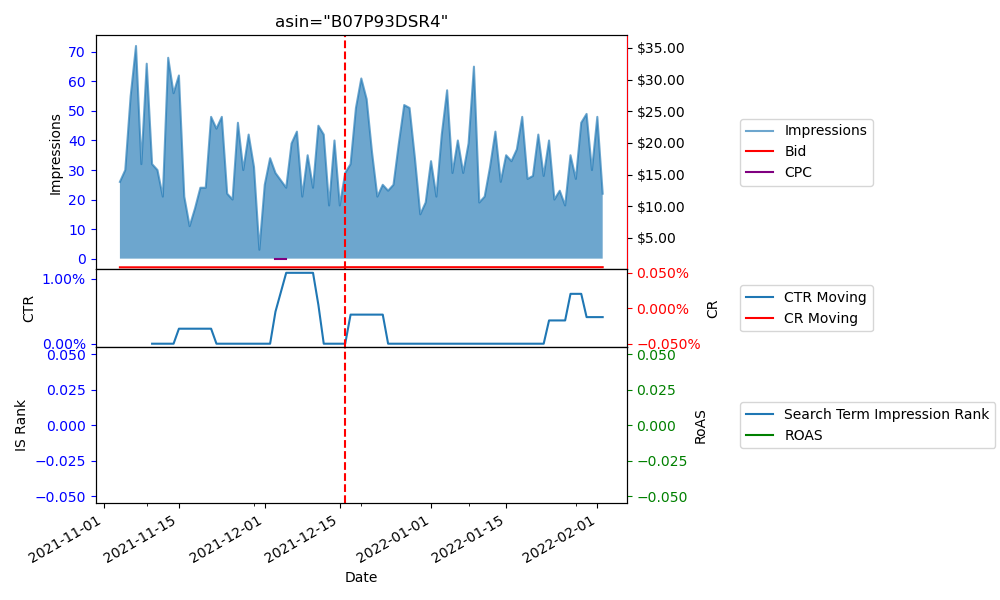 asin="B07P93DSR4"
70
60
50
40
30
20
10
0
Impressions
$35.00
$30.00
$25.00
$20.00
$15.00
$10.00
$5.00
Impressions
Bid
CPC
1.00%
0.00%
CTR
0.050%
0.000%
−0.050%
CR
CTR Moving
CR Moving
0.050
0.025
0.000
−0.025
−0.050
IS Rank
0.050
0.025
0.000
−0.025
−0.050
RoAS
Search Term Impression Rank
ROAS
2021-11-01
2021-11-15
2021-12-01
2021-12-15
2022-01-01
2022-01-15
2022-02-01
Date